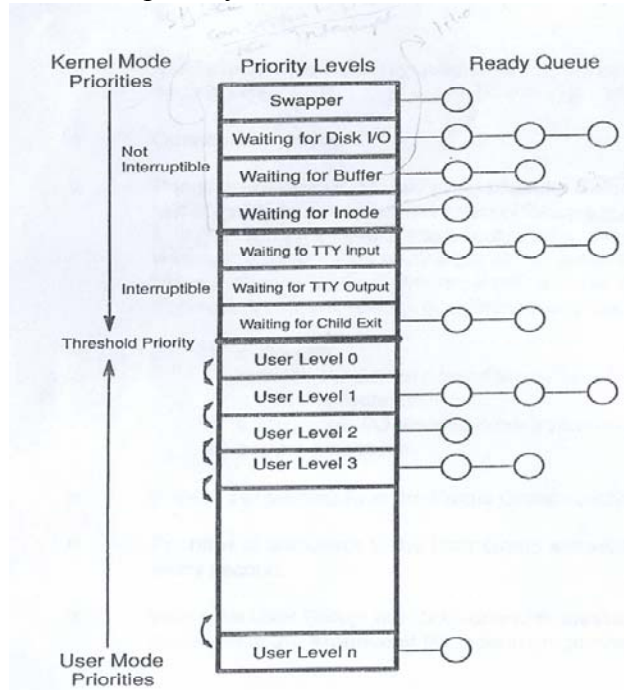 Kernel Mode
Priorities
Priority Levels
Ready Queue
Swapper
Waiting for Disk I/O
Not
Interruptible
Waiting for Buffer
Waiting for Inode
Waiting fo TTY Input
Interruptible
Waiting for TTY Output
Waiting for Child Exit
Threshold Priority
User Level 0
User Level 1
User Level 2
User Level 3
User Level n
User Mode
Priorities